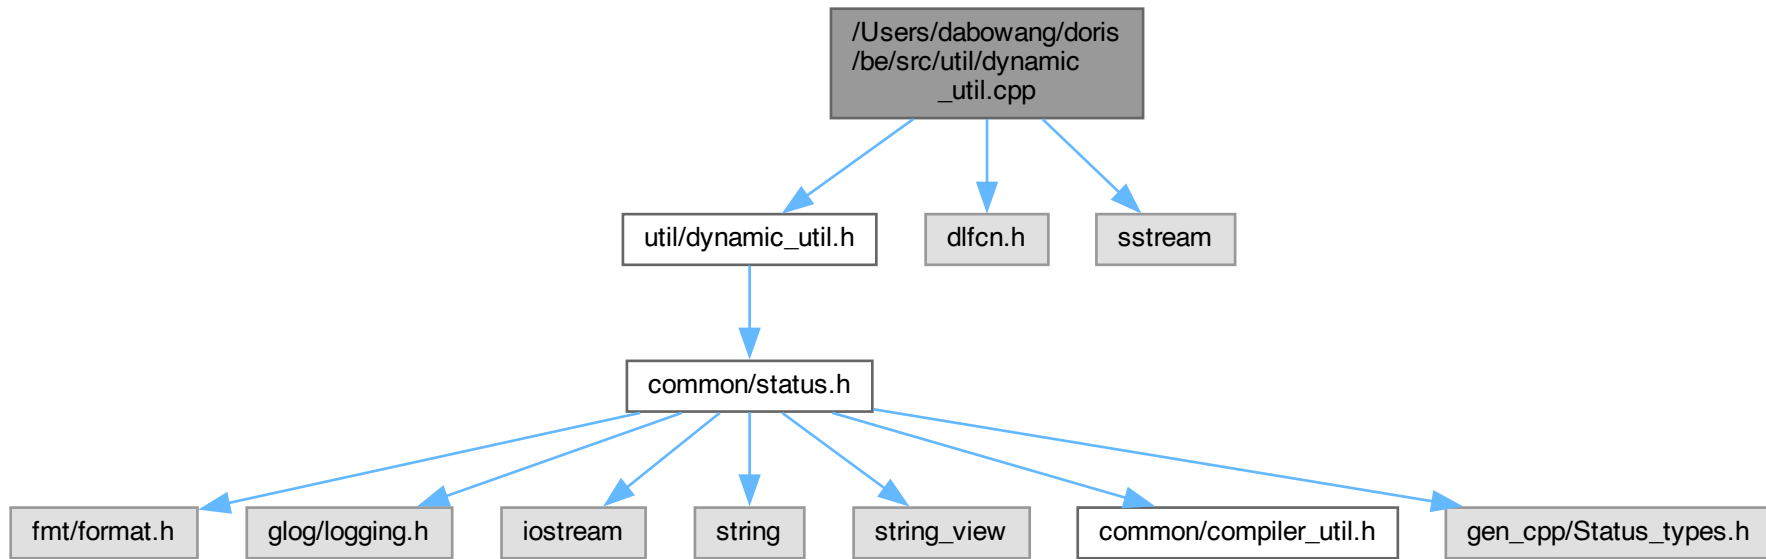 /Users/dabowang/doris
/be/src/util/dynamic
_util.cpp
util/dynamic_util.h
dlfcn.h
sstream
common/status.h
fmt/format.h
glog/logging.h
iostream
string
string_view
common/compiler_util.h
gen_cpp/Status_types.h